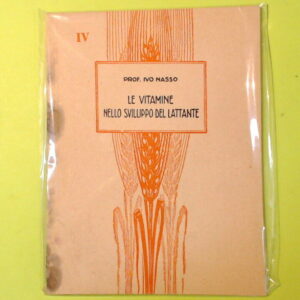 IV
PROF. IVO NASSO
LE VITAMINE
NELLO SVILUPPO DEL LATTANTE